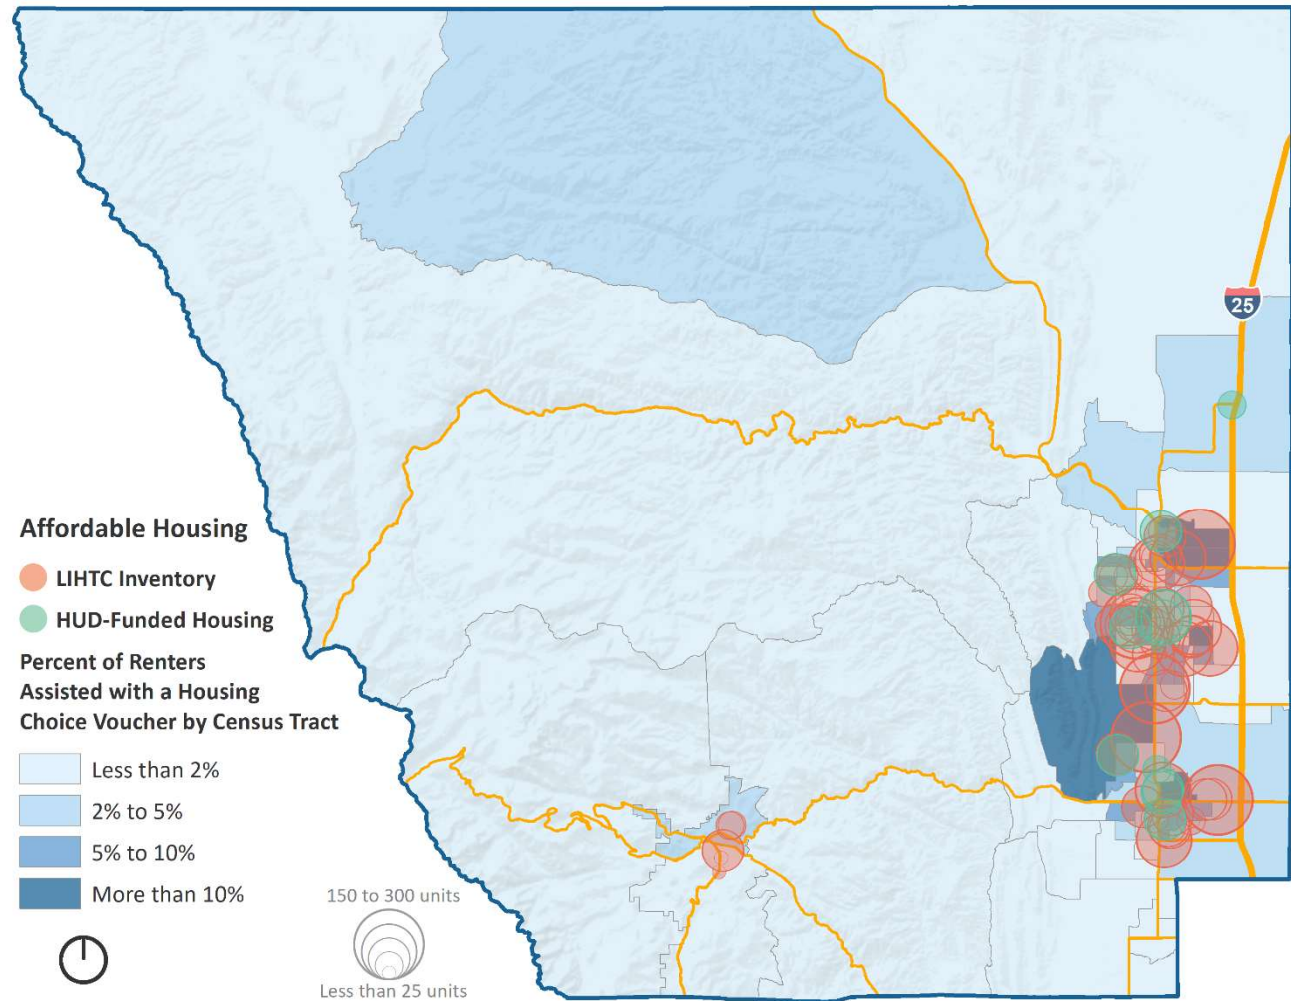 25
Affordable Housing
LIHTC Inventory
HUD-Funded Housing
Percent of Renters
Assisted with a Housing
Choice Voucher by Census Tract
Less than 2%
2% to 5%
5% to 10%
More than 10%
150 to 300 units
Less than 25 units